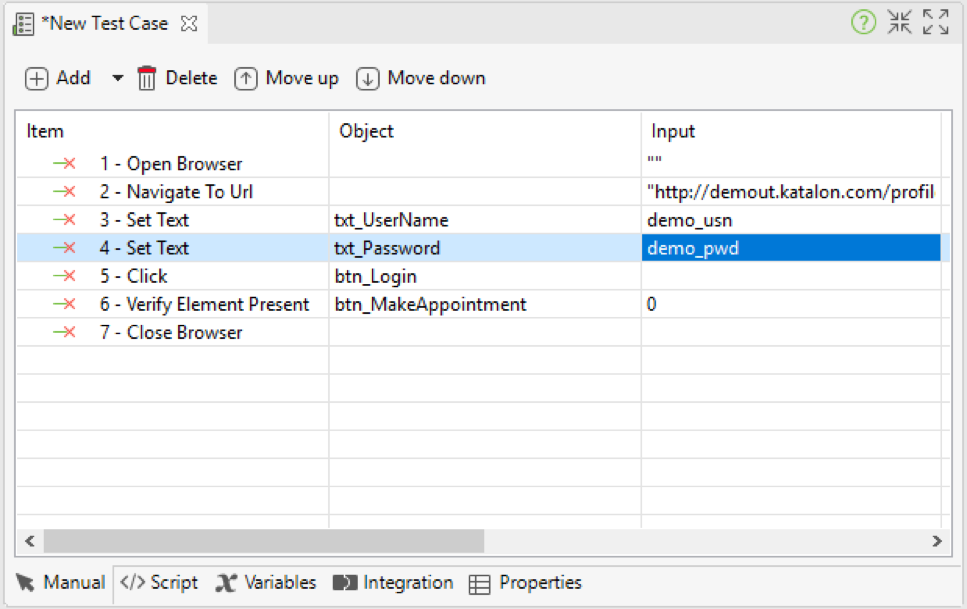 *New Test Case
Add Delete Move up Move down
Item Object Input
1 - Open Browser ""
2 - Navigate To Url "http://demout.katalon.com/profil
3 - Set Text txt_UserName demo_usn
4 - Set Text txt_Password demo_pwd
5 - Click btn_Login
6 - Verify Element Present btn_MakeAppointment 0
7 - Close Browser
Manual </> Script Variables Integration Properties